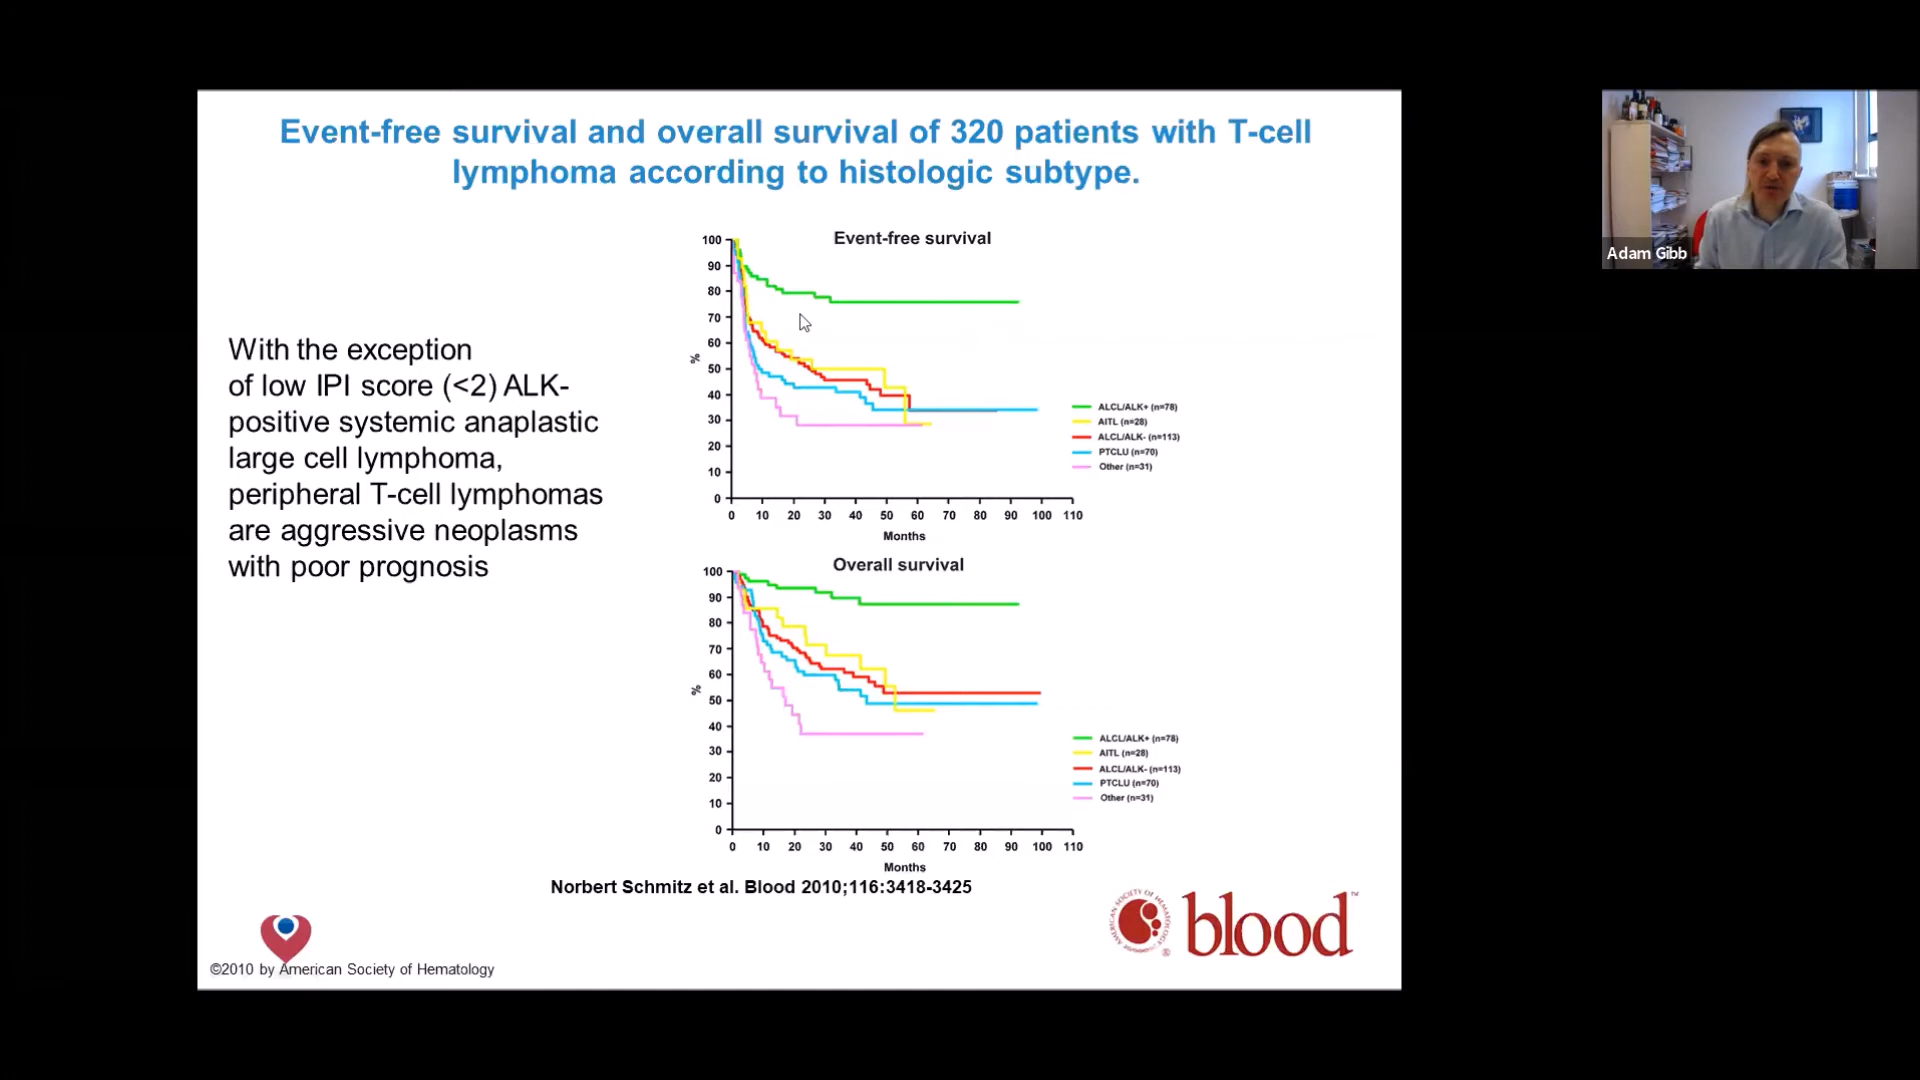 Event-free survival and overall survival of 320 patients with T-cell
lymphoma according to histologic subtype.
Adam Gibb
With the exception
of low IPI score (<2) ALK-
positive systemic anaplastic
large cell lymphoma,
peripheral T-cell lymphomas
are aggressive neoplasms
with poor prognosis
Event-free survival
100
90
80
70
60
50
40
30
20
10
0
%
0 10 20 30 40 50 60 70 80 90 100 110
Months
ALCL/ALK+ (n=78)
AITL (n=28)
ALCL/ALK- (n=113)
PTCLU (n=70)
Other (n=31)
Overall survival
100
90
80
70
60
50
40
30
20
10
0
%
0 10 20 30 40 50 60 70 80 90 100 110
Months
ALCL/ALK+ (n=78)
AITL (n=28)
ALCL/ALK- (n=113)
PTCLU (n=70)
Other (n=31)
Norbert Schmitz et al. Blood 2010;116:3418-3425
AMERICAN SOCIETY OF HEMATOLOGY ®
blood™
©2010 by American Society of Hematology